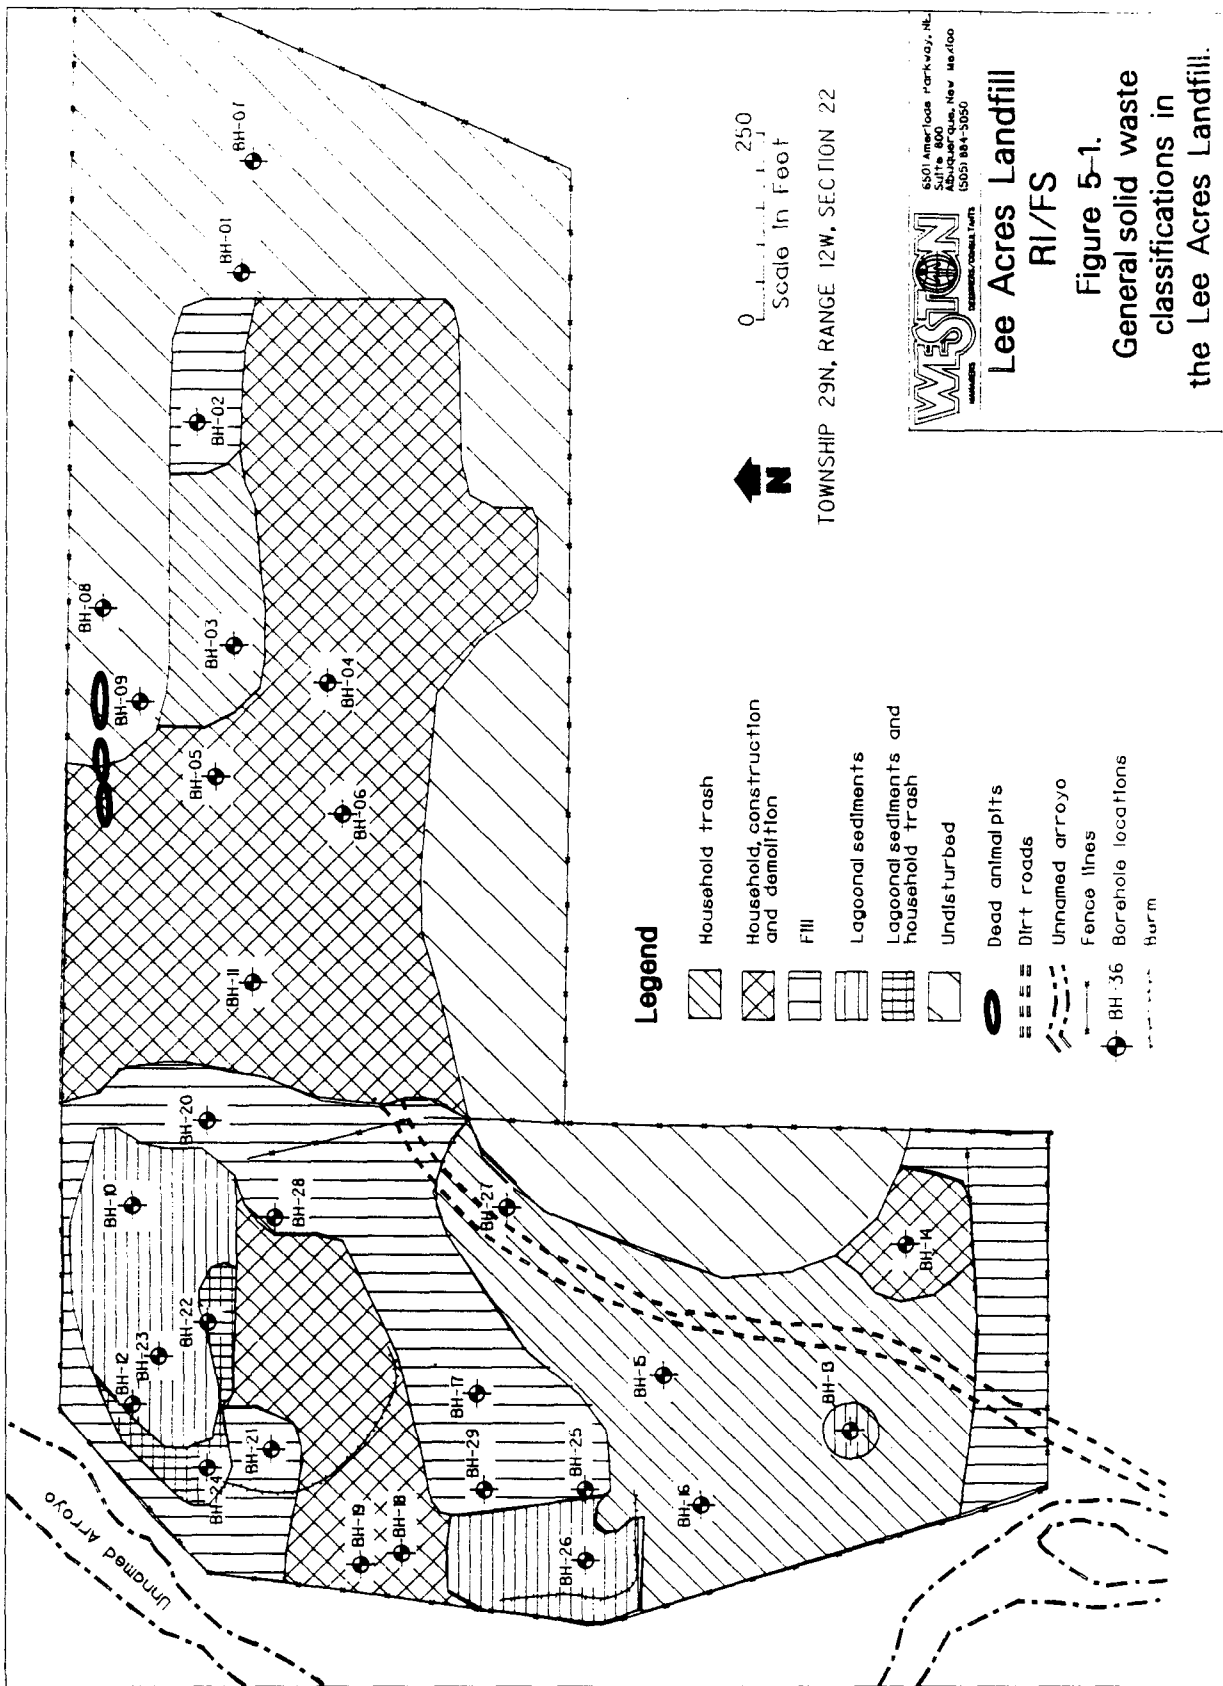 Unnamed Arroyo
BH-07
BH-01
BH-02
BH-08
BH-03
BH-09
BH-04
BH-05
BH-06
BH-11
BH-20
BH-10
BH-28
BH-27
BH-22
BH-23
BH-12
BH-14
BH-21
BH-24
BH-17
BH-15
BH-13
BH-29
BH-25
BH-16
BH-19
BH-18
BH-26
Legend
Household trash
Household, construction
and demolition
Fill
Lagoonal sediments
Lagoonal sediments and
household trash
Undisturbed
Dead animal pits
Dirt roads
Unnamed arroyo
Fence lines
BH 36 Borehole locations
N
0 250
Scale In Feet
TOWNSHIP 29N, RANGE 12W, SECTION 22
WESTON
MANAGERS DESIGNERS/CONSULTANTS
6501 Americas Parkway, NE.
Suite 800
Albuquerque, New Mexico
(505) 884-5050
Lee Acres Landfill
RI/FS
Figure 5-1.
General solid waste
classifications in
the Lee Acres Landfill.